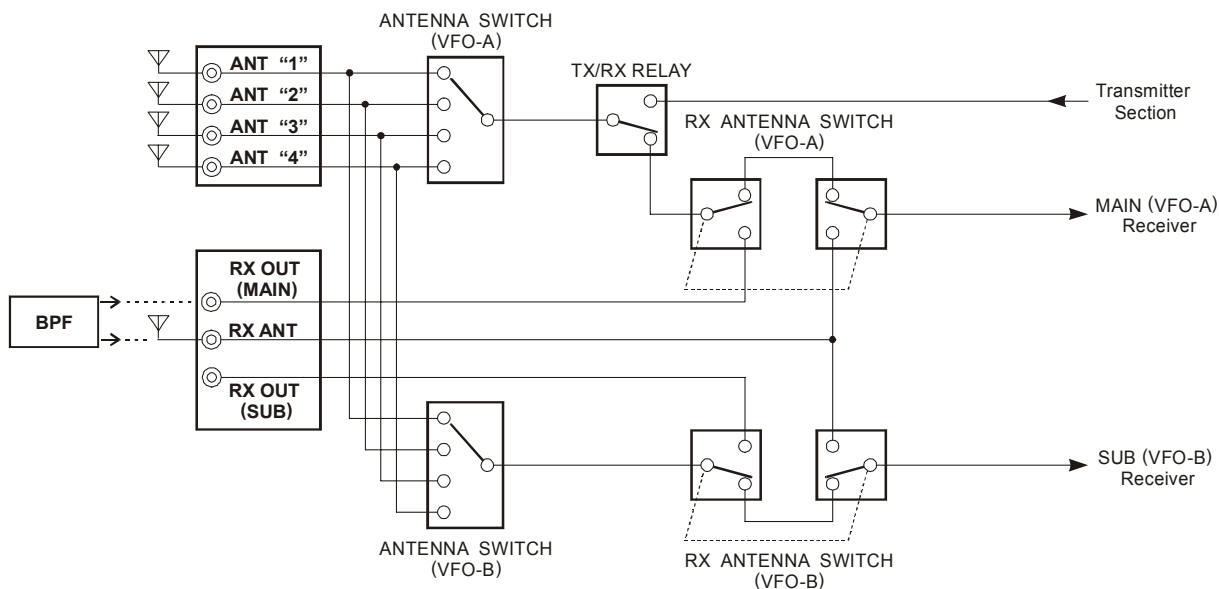 ANTENNA SWITCH
(VFO-A)
ANT “1”
ANT “2”
ANT “3”
ANT “4”
TX/RX RELAY
Transmitter
Section
RX ANTENNA SWITCH
(VFO-A)
MAIN (VFO-A)
Receiver
RX OUT
(MAIN)
BPF
RX ANT
RX OUT
(SUB)
SUB (VFO-B)
Receiver
ANTENNA SWITCH
(VFO-B)
RX ANTENNA SWITCH
(VFO-B)